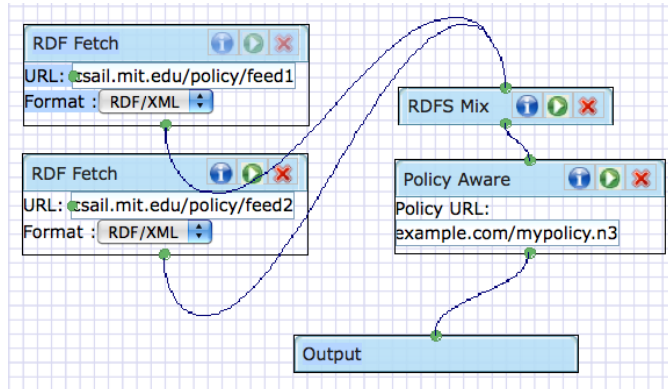 RDF Fetch
URL: csail.mit.edu/policy/feed1
Format : RDF/XML
RDF Fetch
URL: csail.mit.edu/policy/feed2
Format : RDF/XML
RDFS Mix
Policy Aware
Policy URL:
example.com/mypolicy.n3
Output